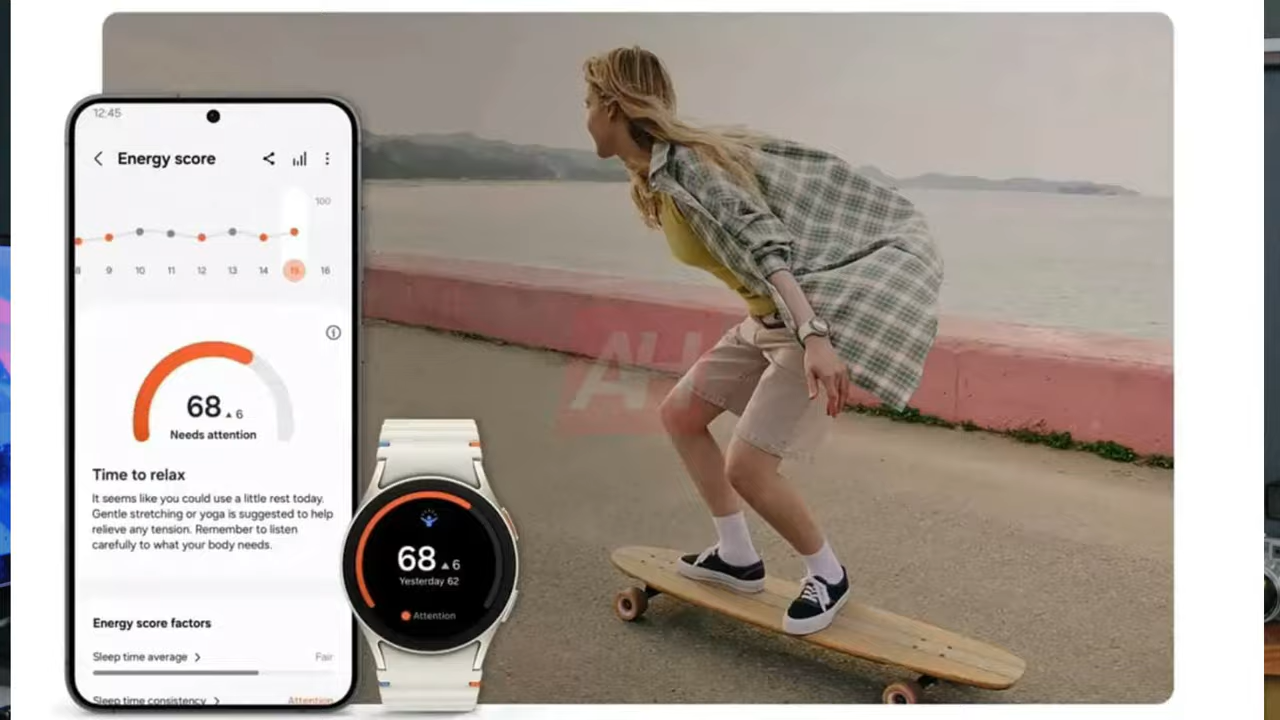 12:45
Energy score
100
8 9 10 11 12 13 14 15 16
68 ▲ 6
Needs attention
Time to relax
It seems like you could use a little rest today.
Gentle stretching or yoga is suggested to help
relieve any tension. Remember to listen
carefully to what your body needs.
Energy score factors
Sleep time average > Fair
Sleep time consistency > Attention
68 ▲ 6
Yesterday 62
Attention
AH